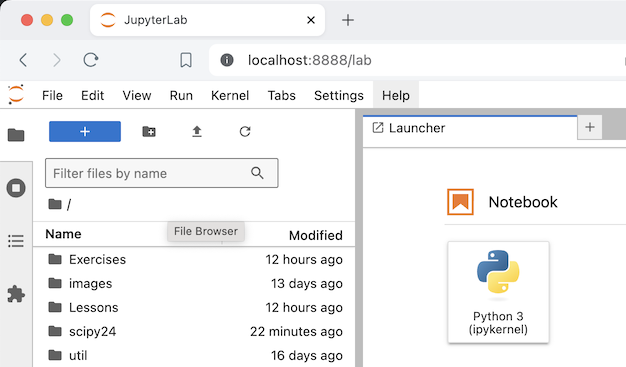 JupyterLab
localhost:8888/lab
File Edit View Run Kernel Tabs Settings Help
Launcher
Filter files by name
/
File Browser
Name Modified
Exercises 12 hours ago
images 13 days ago
Lessons 12 hours ago
scipy24 22 minutes ago
util 16 days ago
Notebook
Python 3
(ipykernel)